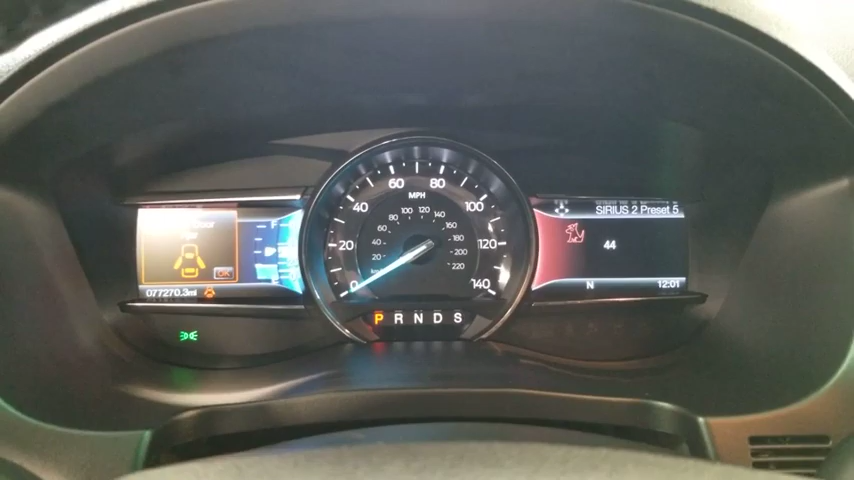 SIRIUS 2 Preset 5
44
N
12:01
OK
077270.3mi
MPH
0 20 40 60 80 100 120 140
20 40 60 80 100 120 140 160 180 200 220
P R N D S